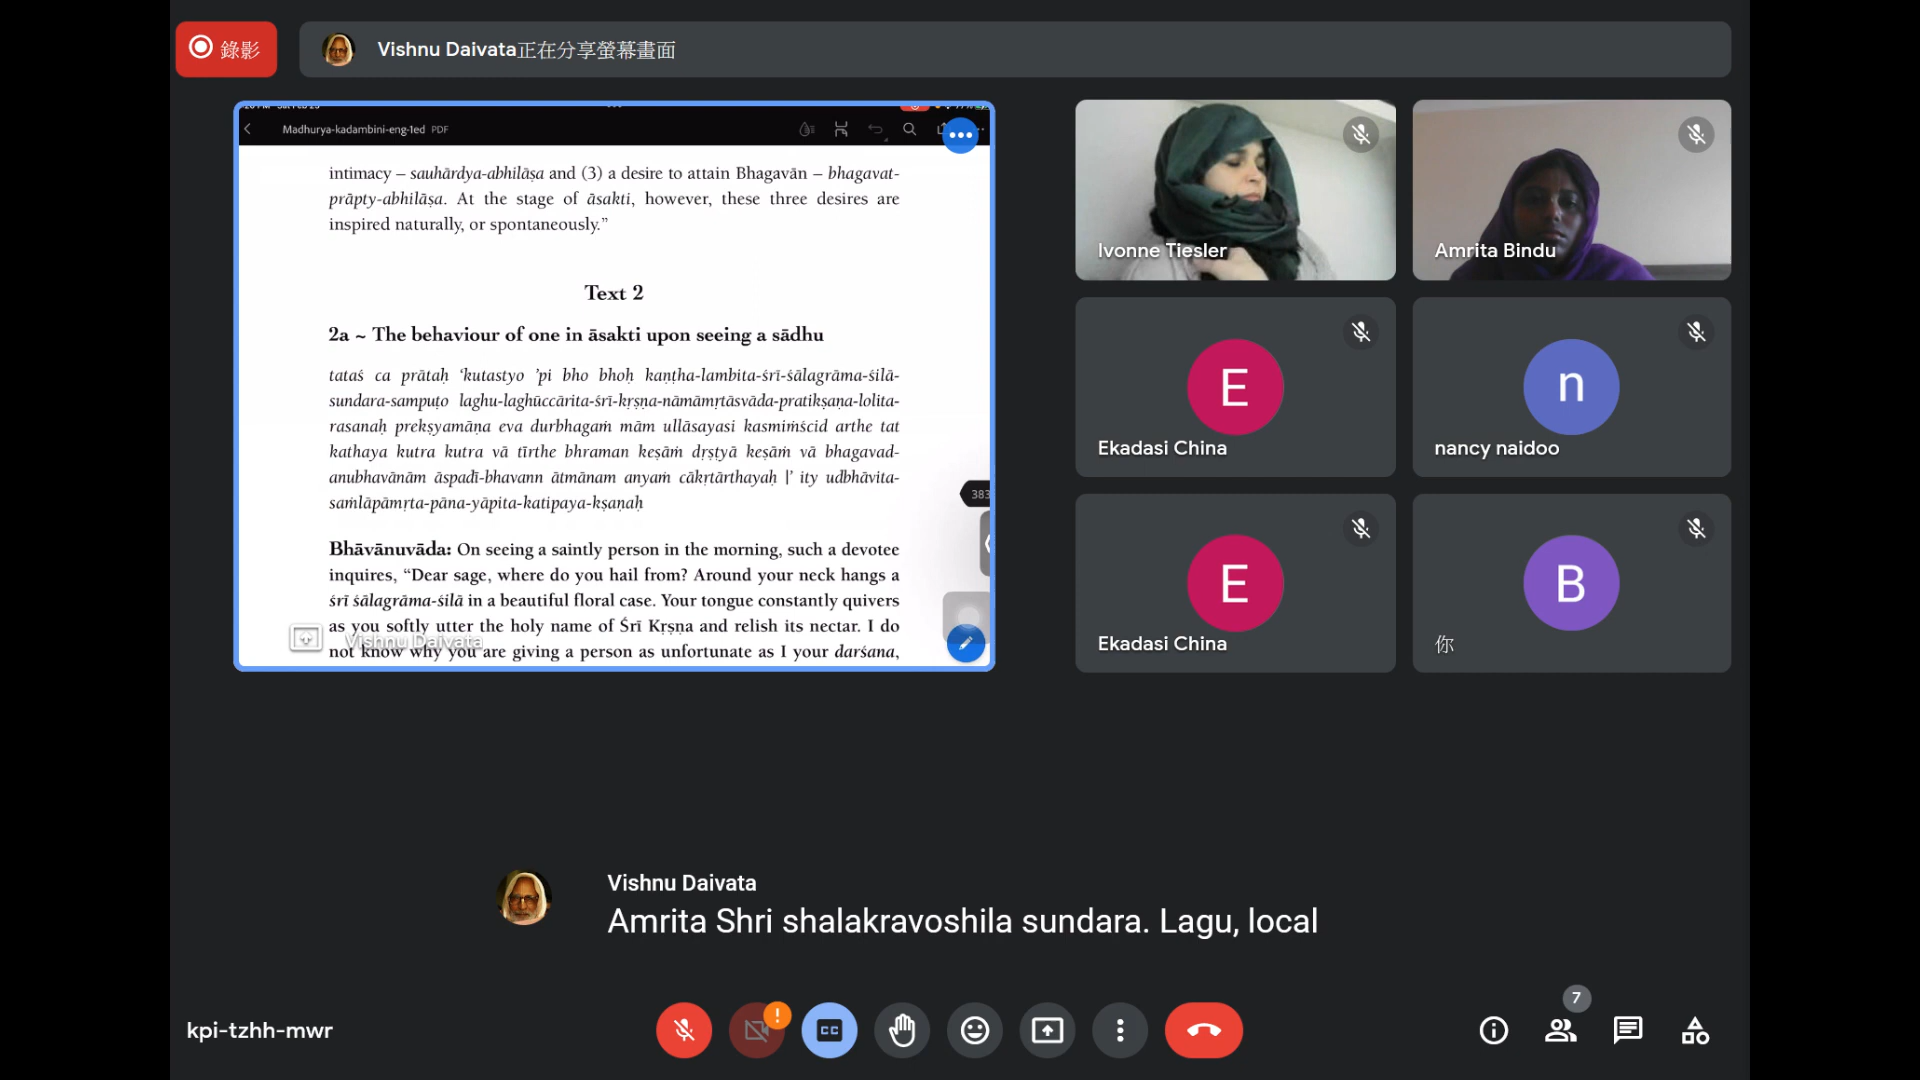 錄影
Vishnu Daivata正在分享螢幕畫面
Madhurya-kadambini-eng-1ed PDF
intimacy – sauhārdya-abhilāṣa and (3) a desire to attain Bhagavān – bhagavat-
prāpty-abhilāṣa. At the stage of āsakti, however, these three desires are
inspired naturally, or spontaneously.”
Text 2
2a ~ The behaviour of one in āsakti upon seeing a sādhu
tataś ca prātaḥ ‘kutastyo ’pi bho bhoḥ kaṇṭha-lambita-śrī-śālagrāma-śilā-
sundara-sampuṭo laghu-laghūccārita-śrī-kṛṣṇa-nāmāmṛtāsvāda-pratikṣaṇa-lolita-
rasanaḥ prekṣyamāṇa eva durbhagaṁ mām ullāsayasi kasmiṁścid arthe tat
kathaya kutra kutra vā tīrthe bhraman keṣāṁ dṛṣṭyā keṣāṁ vā bhagavad-
anubhavānām āspadī-bhavann ātmānam anyaṁ cākṛtārthayaḥ |’ ity udbhāvita-
saṁlāpāmṛta-pāna-yāpita-katipaya-kṣaṇaḥ
383
Bhāvānuvāda: On seeing a saintly person in the morning, such a devotee
inquires, “Dear sage, where do you hail from? Around your neck hangs a
śrī śālagrāma-śilā in a beautiful floral case. Your tongue constantly quivers
as you softly utter the holy name of Śrī Kṛṣṇa and relish its nectar. I do
not know why you are giving a person as unfortunate as I your darśana,
Vishnu Daivata
Ivonne Tiesler
Amrita Bindu
E
Ekadasi China
n
nancy naidoo
E
Ekadasi China
B
你
Vishnu Daivata
Amrita Shri shalakravoshila sundara. Lagu, local
kpi-tzhh-mwr
!
CC
7